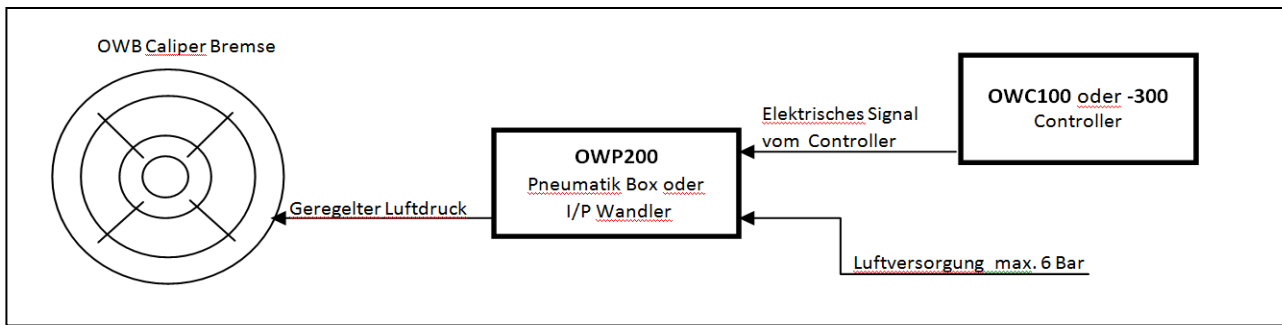 OWB Caliper Bremse
OWC100 oder -300
Controller
Elektrisches Signal
vom Controller
OWP200
Pneumatik Box oder
I/P Wandler
Geregelter Luftdruck
Luftversorgung max. 6 Bar